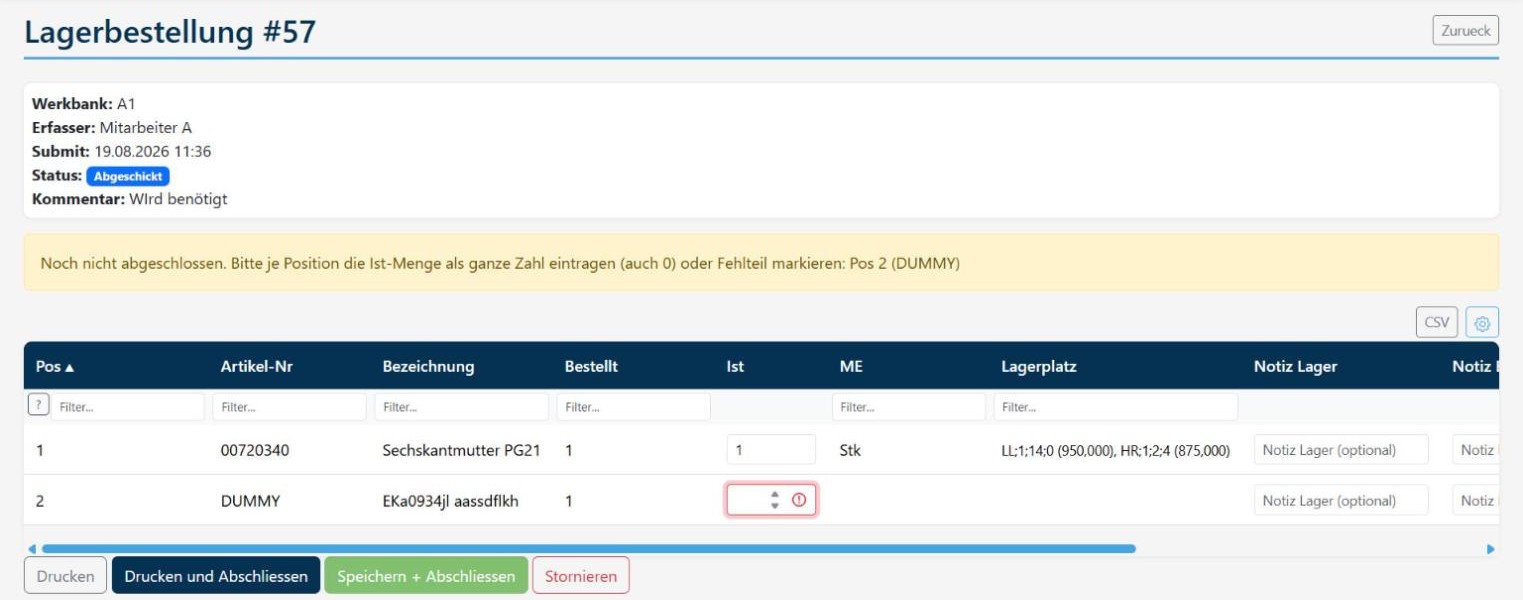 Lagerbestellung #57
Zurueck
Werkbank: A1
Erfasser: Mitarbeiter A
Submit: 19.08.2026 11:36
Status: Abgeschickt
Kommentar: WIrd benötigt
Noch nicht abgeschlossen. Bitte je Position die Ist-Menge als ganze Zahl eintragen (auch 0) oder Fehlteil markieren: Pos 2 (DUMMY)
CSV
Pos ▲ Artikel-Nr Bezeichnung Bestellt Ist ME Lagerplatz Notiz Lager Notiz
? Filter... Filter... Filter... Filter... Filter... Filter...
1 00720340 Sechskantmutter PG21 1 1 Stk LL;1;14;0 (950,000), HR;1;2;4 (875,000) Notiz Lager (optional) Notiz
2 DUMMY EKa0934jl aassdflkh 1 Notiz Lager (optional) Notiz
Drucken Drucken und Abschliessen Speichern + Abschliessen Stornieren